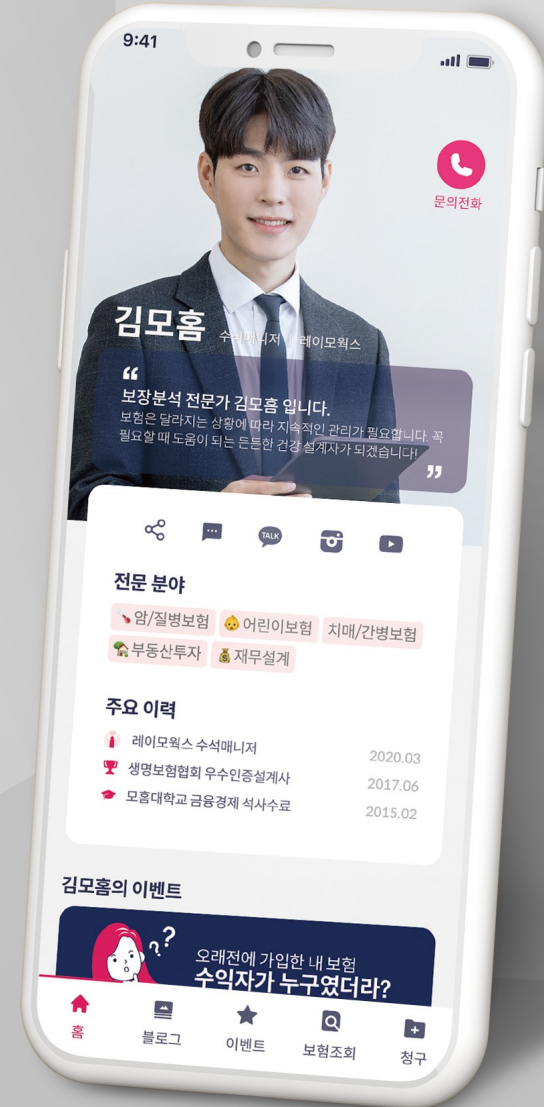 9:41
문의전화
김모홈 수석매니저 레이모웍스
“
보장분석 전문가 김모홈 입니다.
보험은 달라지는 상황에 따라 지속적인 관리가 필요합니다. 꼭
필요할 때 도움이 되는 든든한 건강 설계자가 되겠습니다!
”
TALK
전문 분야
암/질병보험 어린이보험 치매/간병보험
부동산투자 재무설계
주요 이력
레이모웍스 수석매니저 2020.03
생명보험협회 우수인증설계사 2017.06
모홈대학교 금융경제 석사수료 2015.02
김모홈의 이벤트
??
오래전에 가입한 내 보험
수익자가 누구였더라?
홈 블로그 이벤트 보험조회 청구